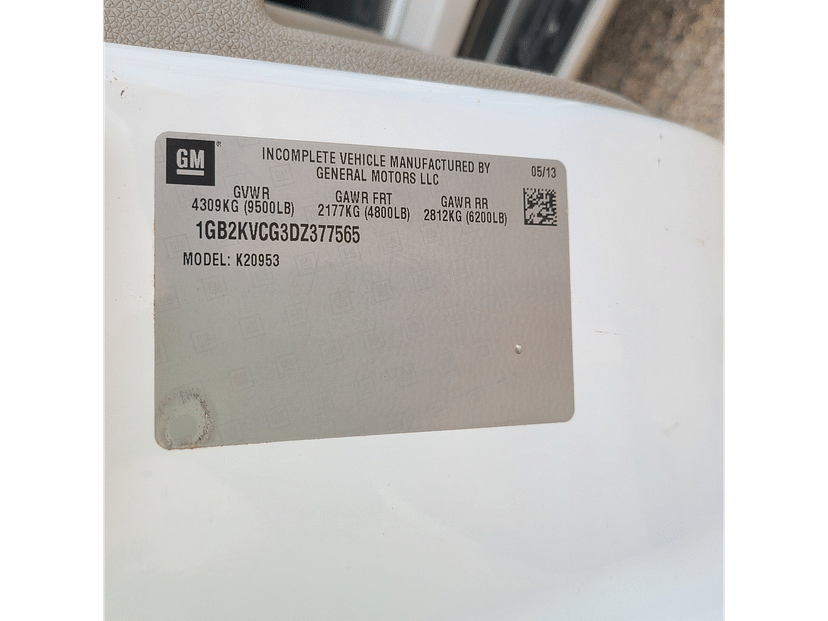 GM ®
INCOMPLETE VEHICLE MANUFACTURED BY
GENERAL MOTORS LLC
05/13
GVWR
4309KG (9500LB)
GAWR FRT
2177KG (4800LB)
GAWR RR
2812KG (6200LB)
1GB2KVCG3DZ377565
MODEL: K20953